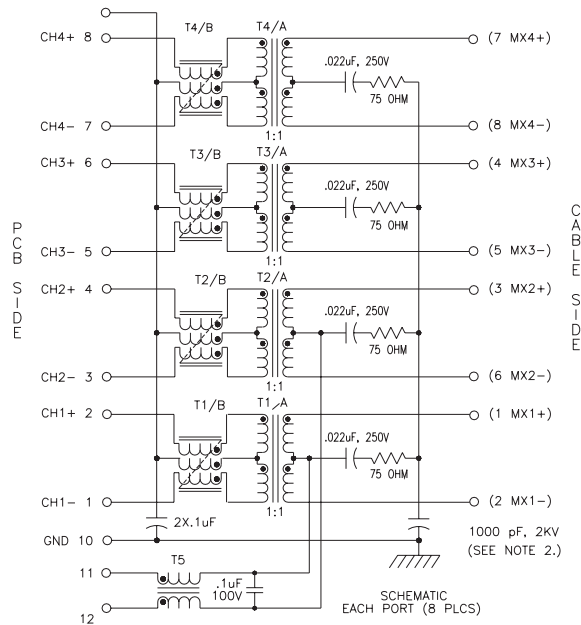 T4/B
T4/A
CH4+ 8
(7 MX4+)
.022uF, 250V
75 OHM
CH4- 7
(8 MX4-)
1:1
CH3+ 6
T3/B
T3/A
(4 MX3+)
.022uF, 250V
75 OHM
PCB SIDE
CABLE SIDE
CH3- 5
(5 MX3-)
1:1
CH2+ 4
T2/B
T2/A
(3 MX2+)
.022uF, 250V
75 OHM
CH2- 3
(6 MX2-)
1:1
CH1+ 2
T1/B
T1/A
(1 MX1+)
.022uF, 250V
75 OHM
CH1- 1
(2 MX1-)
1:1
2X.1uF
GND 10
1000 pF, 2KV
(SEE NOTE 2.)
11
T5
.1uF
100V
12
SCHEMATIC
EACH PORT (8 PLCS)